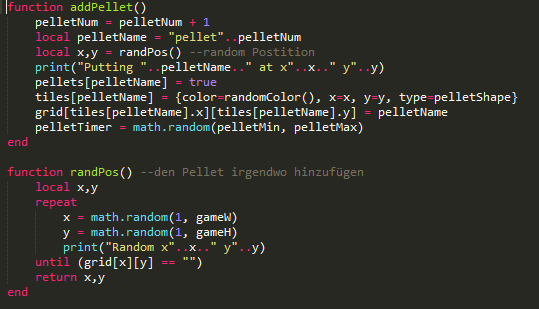 function addPellet()
    pelletNum = pelletNum + 1
    local pelletName = "pellet"..pelletNum
    local x,y = randPos() --random Postition
    print("Putting "..pelletName.." at x"..x.." y"..y)
    pellets[pelletName] = true
    tiles[pelletName] = {color=randomColor(), x=x, y=y, type=pelletShape}
    grid[tiles[pelletName].x][tiles[pelletName].y] = pelletName
    pelletTimer = math.random(pelletMin, pelletMax)
end

function randPos() --den Pellet irgendwo hinzufügen
    local x,y
    repeat
        x = math.random(1, gameW)
        y = math.random(1, gameH)
        print("Random x"..x.." y"..y)
    until (grid[x][y] == "")
    return x,y
end